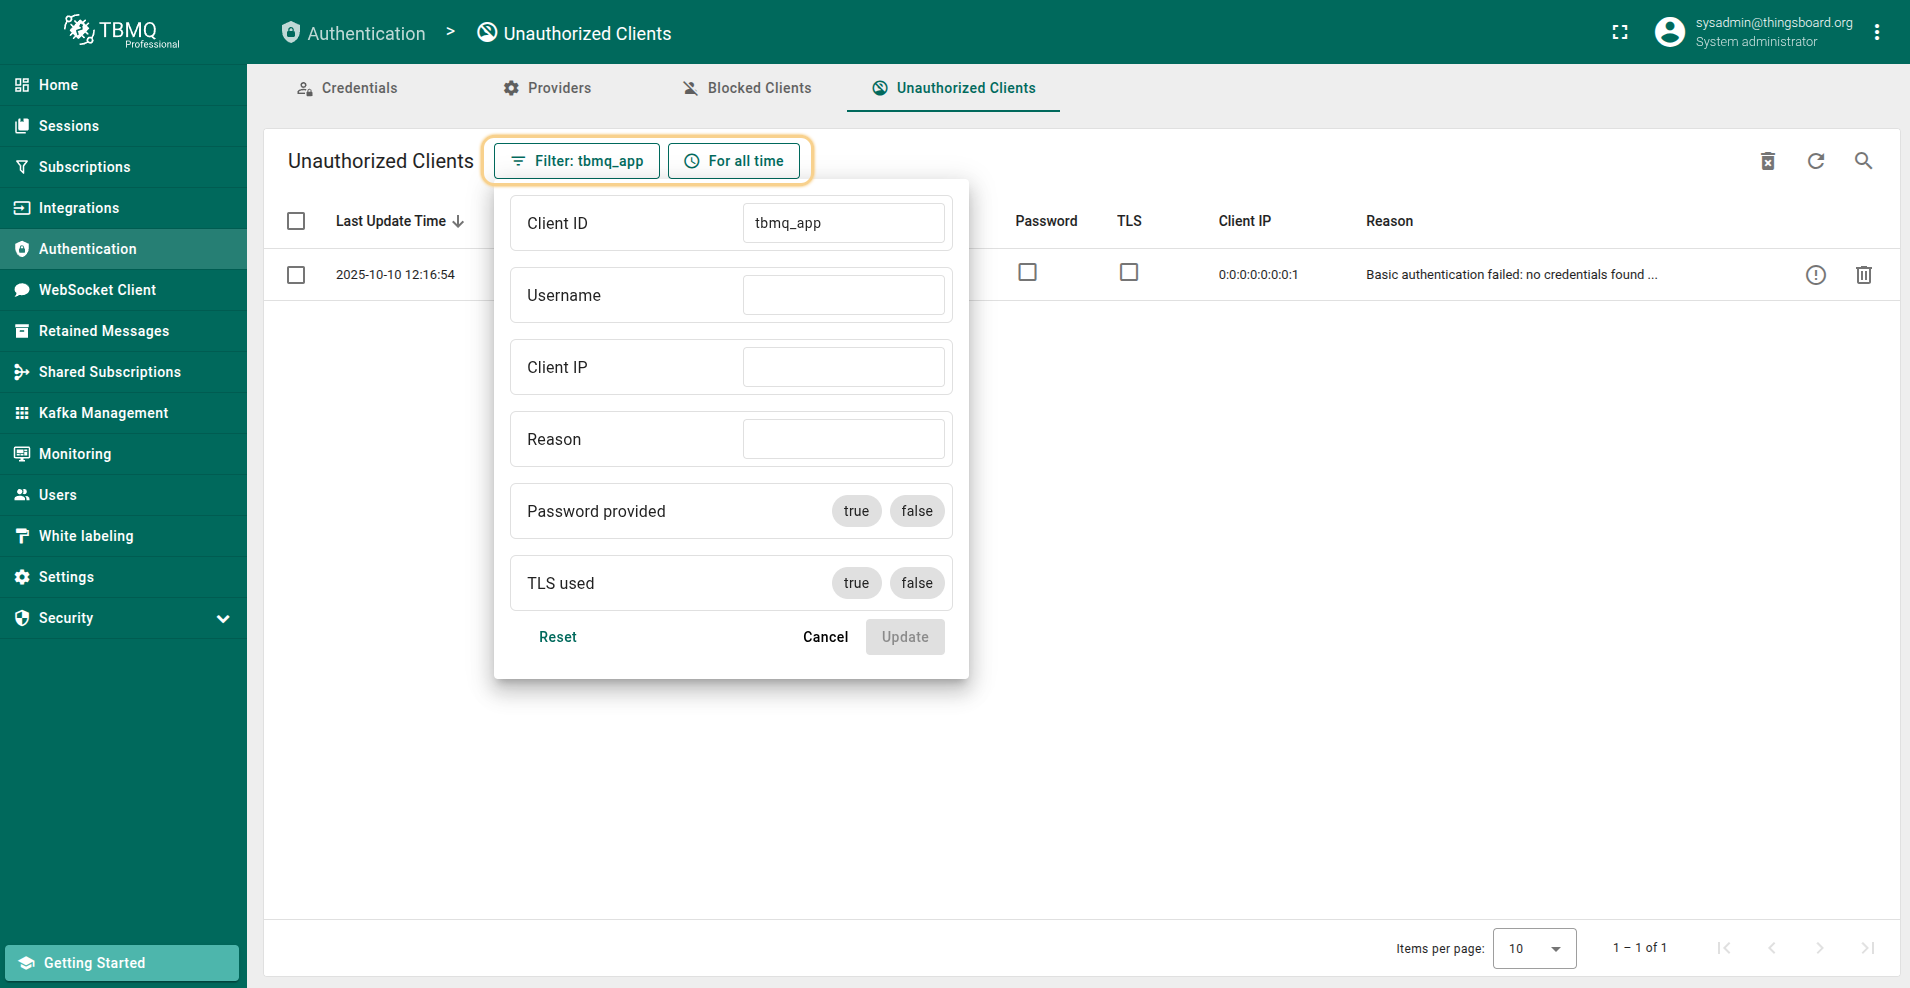 TBMQ
Professional
Authentication > Unauthorized Clients
sysadmin@thingsboard.org
System administrator
Home
Sessions
Subscriptions
Integrations
Authentication
WebSocket Client
Retained Messages
Shared Subscriptions
Kafka Management
Monitoring
Users
White labeling
Settings
Security
Getting Started
Credentials
Providers
Blocked Clients
Unauthorized Clients
Unauthorized Clients
Filter: tbmq_app
For all time
Last Update Time
Password
TLS
Client IP
Reason
2025-10-10 12:16:54
0:0:0:0:0:0:0:1
Basic authentication failed: no credentials found ...
Client ID
tbmq_app
Username
Client IP
Reason
Password provided
true
false
TLS used
true
false
Reset
Cancel
Update
Items per page:
10
1 – 1 of 1